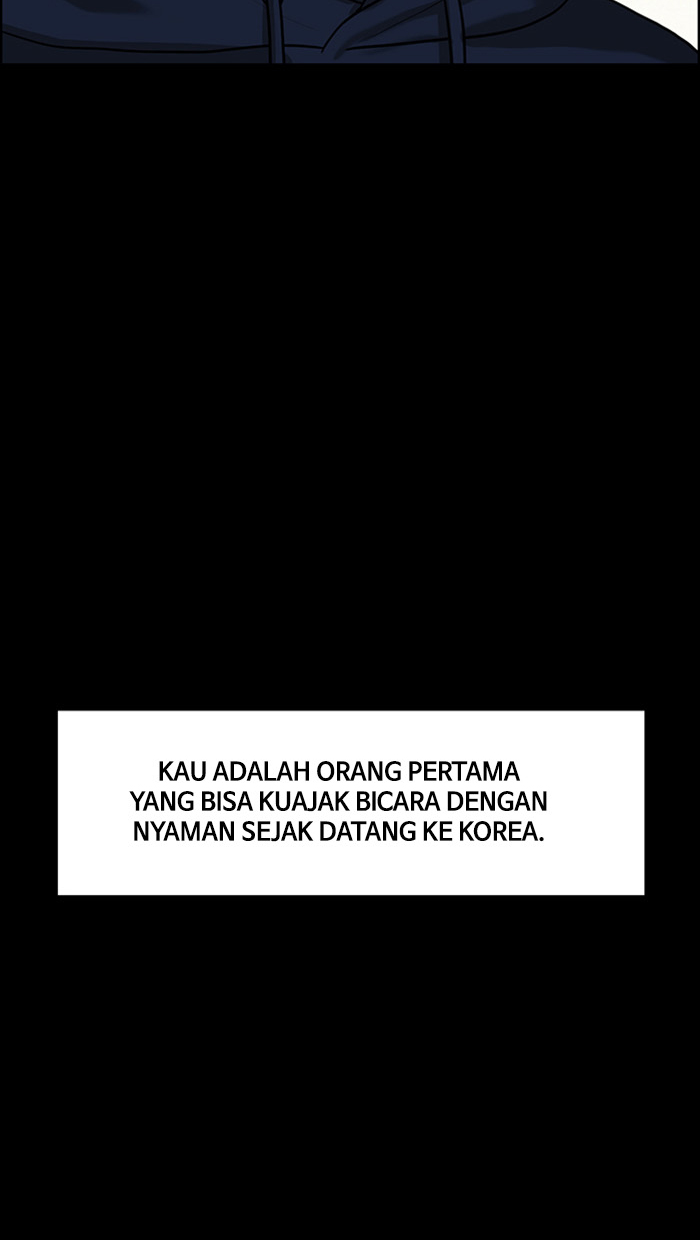 KAU ADALAH ORANG PERTAMA
YANG BISA KUAJAK BICARA DENGAN
NYAMAN SEJAK DATANG KE KOREA.